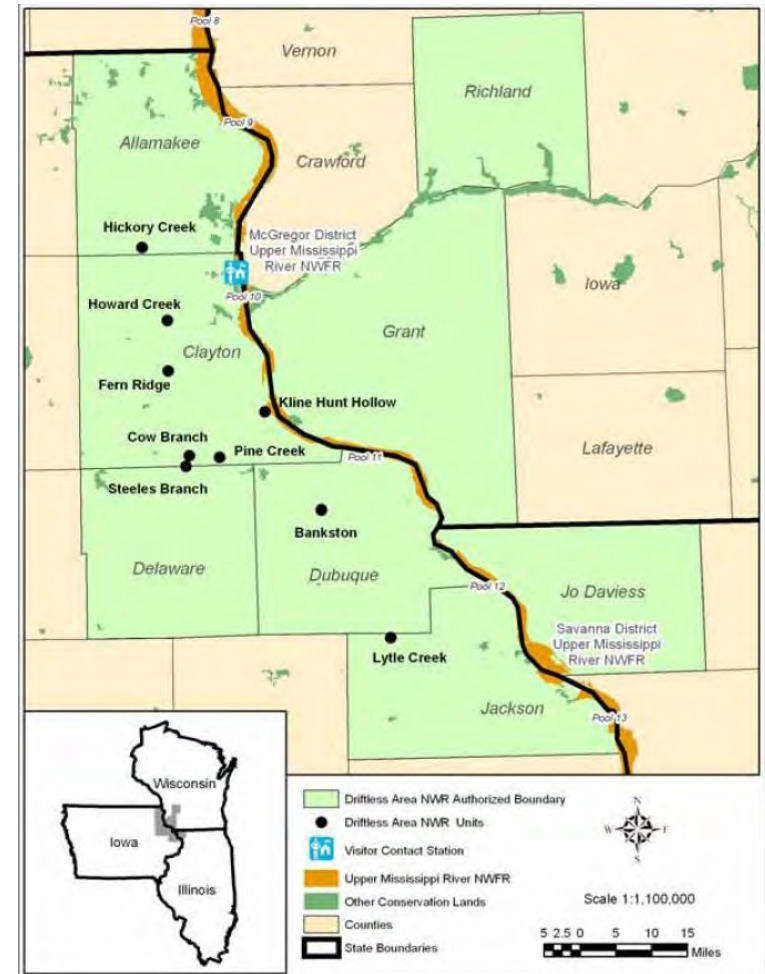 Pool 8
Vernon
Richland
Pool 9
Allamakee
Crawford
Hickory Creek
McGregor District
Upper Mississippi
River NWFR
Iowa
Howard Creek
Pool 10
Grant
Clayton
Fern Ridge
Kline Hunt Hollow
Cow Branch
Pine Creek
Pool 11
Lafayette
Steeles Branch
Bankston
Delaware
Dubuque
Pool 12
Jo Daviess
Savanna District
Upper Mississippi
River NWFR
Lytle Creek
Jackson
Pool 13
Wisconsin
Iowa
Illinois
Driftless Area NWR Authorized Boundary
Driftless Area NWR Units
Visitor Contact Station
Upper Mississippi River NWFR
Other Conservation Lands
Counties
State Boundaries
N
W
E
S
Scale 1:1,100,000
5 2.5 0 5 10 15
Miles